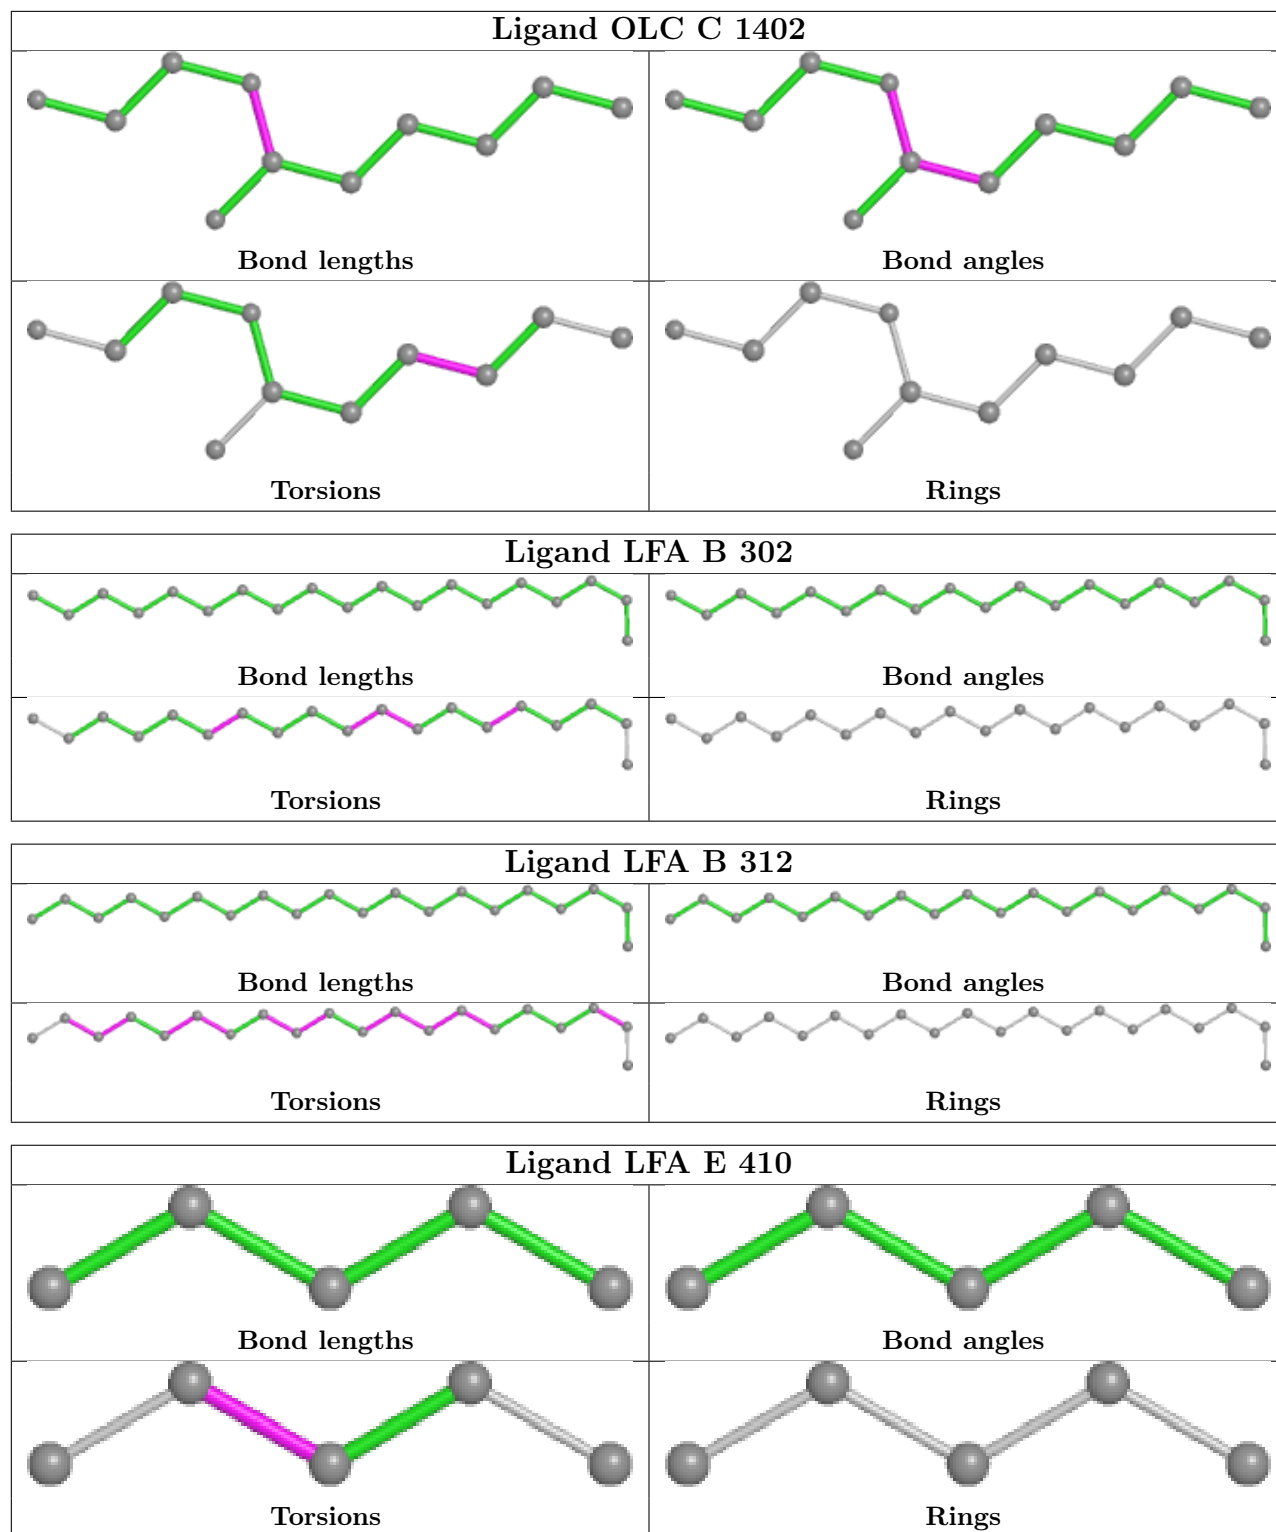 Ligand OLC C 1402
Bond lengths
Bond angles
Torsions
Rings
Ligand LFA B 302
Bond lengths
Bond angles
Torsions
Rings
Ligand LFA B 312
Bond lengths
Bond angles
Torsions
Rings
Ligand LFA E 410
Bond lengths
Bond angles
Torsions
Rings